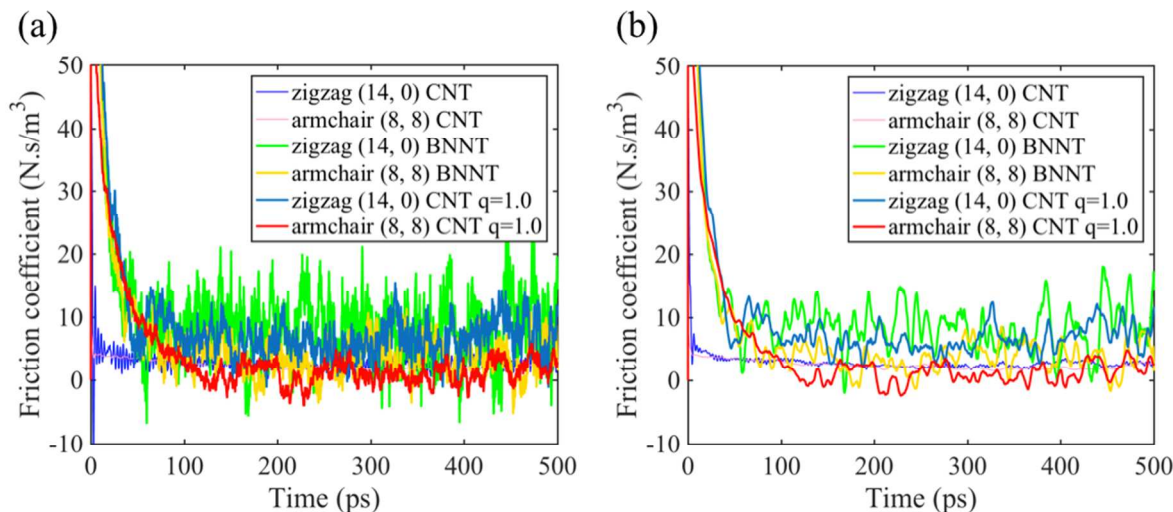 (a)
Friction coefficient (N.s/m³)
50
40
30
20
10
0
-10
zigzag (14, 0) CNT
armchair (8, 8) CNT
zigzag (14, 0) BNNT
armchair (8, 8) BNNT
zigzag (14, 0) CNT q=1.0
armchair (8, 8) CNT q=1.0
0 100 200 300 400 500
Time (ps)
(b)
Friction coefficient (N.s/m³)
50
40
30
20
10
0
-10
zigzag (14, 0) CNT
armchair (8, 8) CNT
zigzag (14, 0) BNNT
armchair (8, 8) BNNT
zigzag (14, 0) CNT q=1.0
armchair (8, 8) CNT q=1.0
0 100 200 300 400 500
Time (ps)